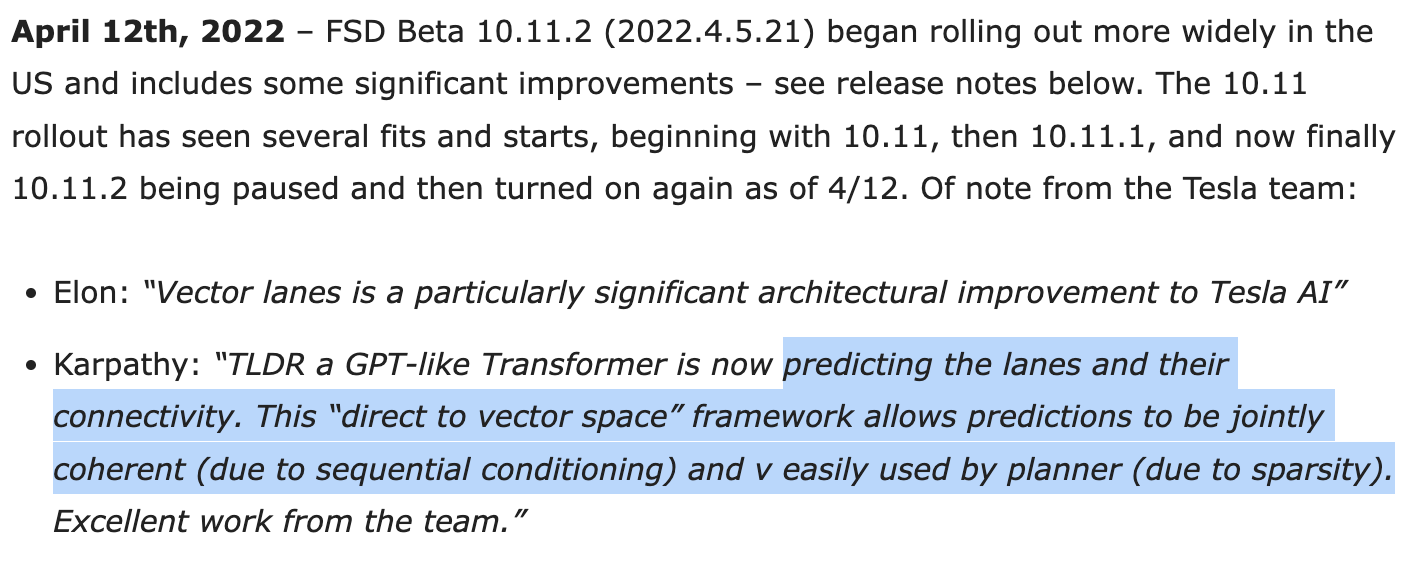 April 12th, 2022 – FSD Beta 10.11.2 (2022.4.5.21) began rolling out more widely in the
US and includes some significant improvements – see release notes below. The 10.11
rollout has seen several fits and starts, beginning with 10.11, then 10.11.1, and now finally
10.11.2 being paused and then turned on again as of 4/12. Of note from the Tesla team:
• Elon: “Vector lanes is a particularly significant architectural improvement to Tesla AI”
• Karpathy: “TLDR a GPT-like Transformer is now predicting the lanes and their
connectivity. This “direct to vector space” framework allows predictions to be jointly
coherent (due to sequential conditioning) and v easily used by planner (due to sparsity).
Excellent work from the team.”